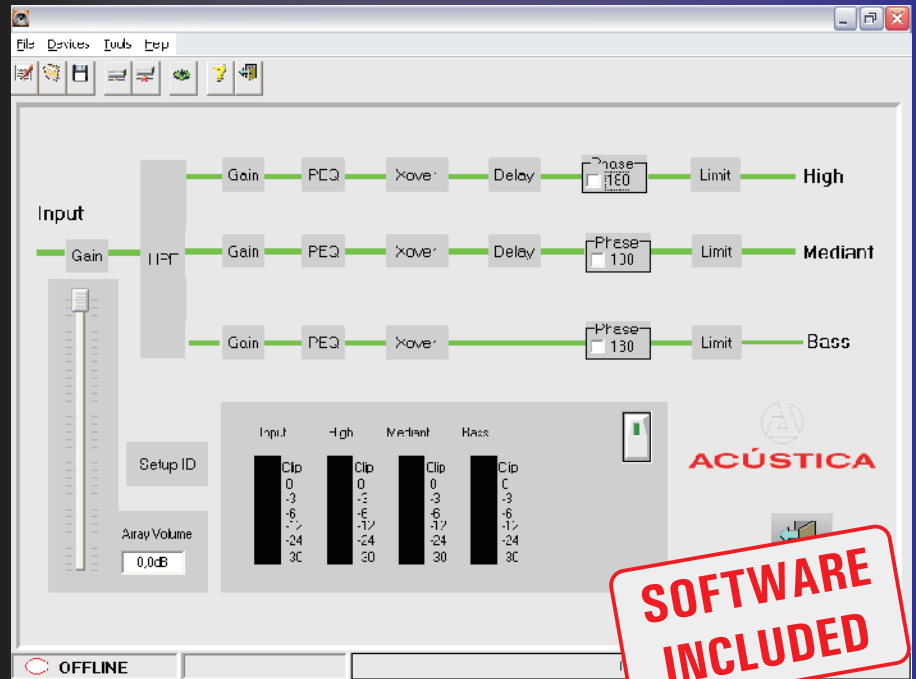 File Devices Tools Help
Gain PEQ Xover Delay Phase 180 Limit High
Input
Gain HPF Gain PEQ Xover Delay Phase 180 Limit Mediant
Gain PEQ Xover Phase 180 Limit Bass
Input High Mediant Bass
Setup ID
Clip Clip Clip Clip
0 0 0 0
-3 -3 -3 -3
-6 -6 -6 -6
-12 -12 -12 -12
-24 -24 -24 -24
30 30 30 30
Array Volume
0,0dB
ACÚSTICA
SOFTWARE
INCLUDED
OFFLINE